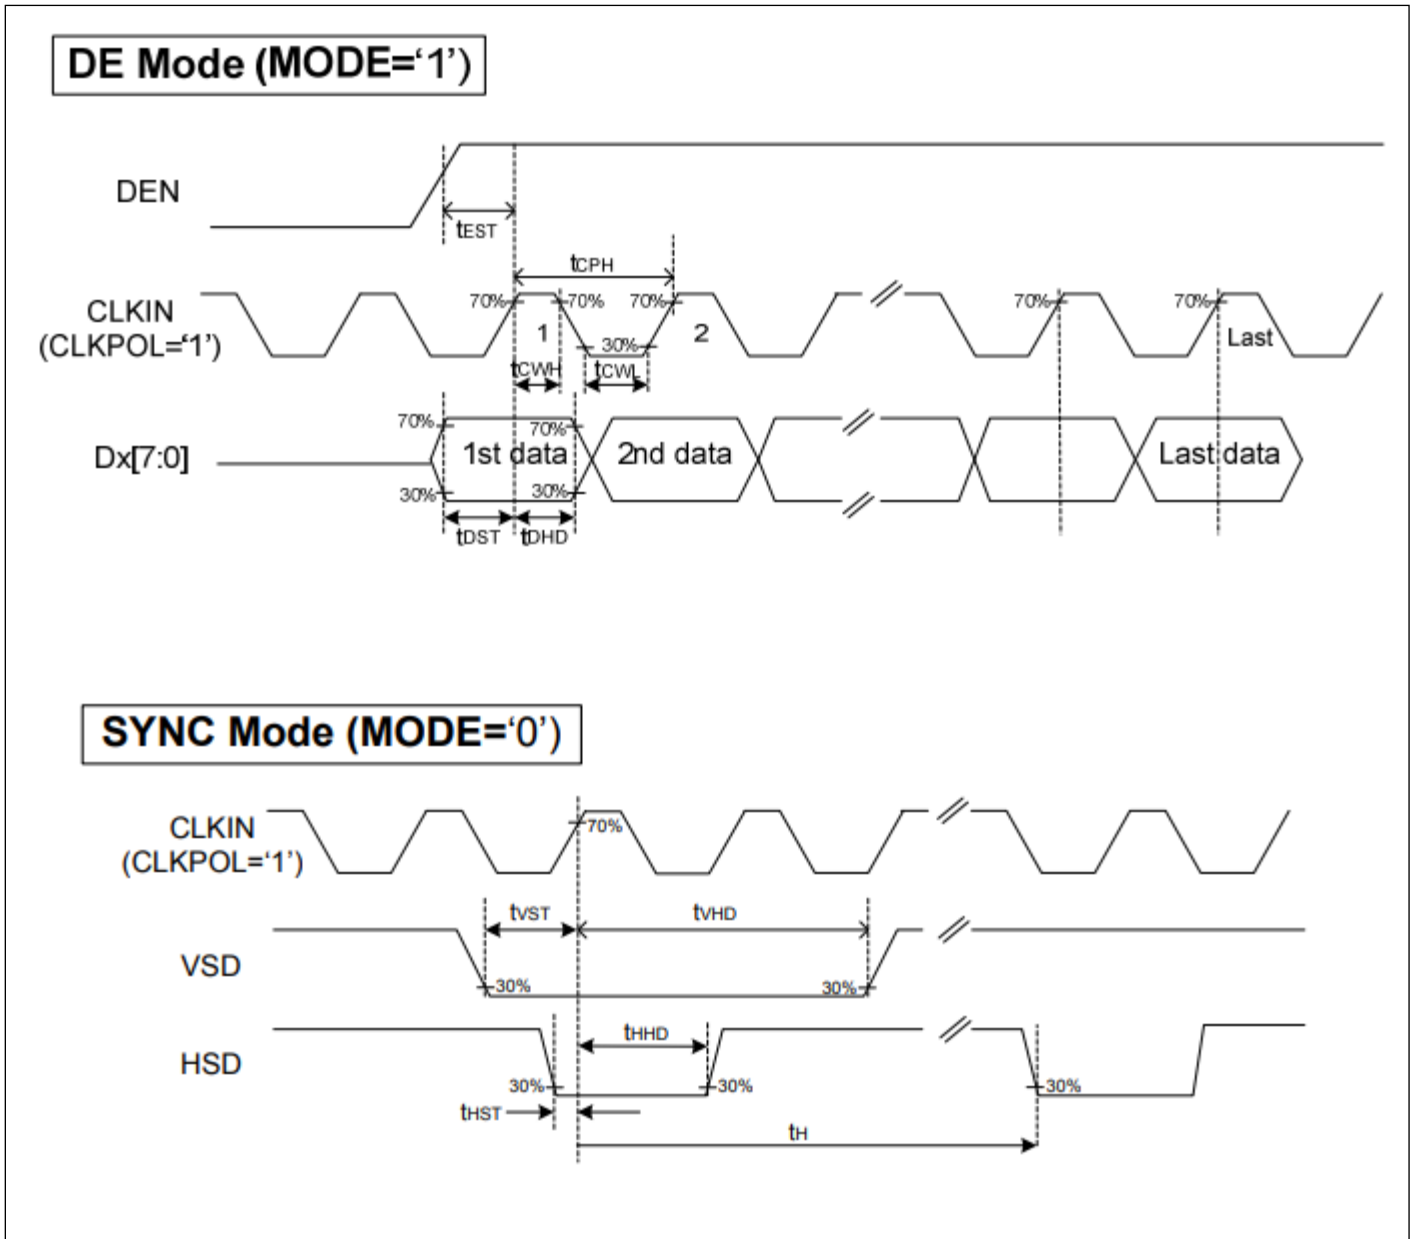 DE Mode (MODE=‘1’)
DEN
tEST
tCPH
CLKIN
(CLKPOL=‘1’)
70%
70%
70%
70%
70%
1
2
Last
30%
tCWH
tCWL
Dx[7:0]
70%
70%
1st data
2nd data
Last data
30%
30%
tDST
tDHD
SYNC Mode (MODE=‘0’)
CLKIN
(CLKPOL=‘1’)
70%
tVST
tVHD
VSD
30%
30%
tHHD
HSD
30%
30%
30%
tHST
tH